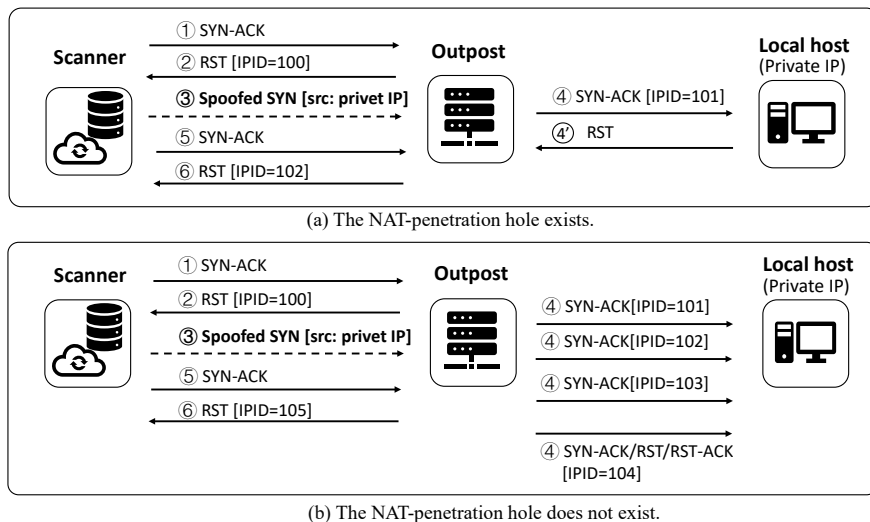 Scanner
① SYN-ACK
② RST [IPID=100]
③ Spoofed SYN [src: privet IP]
⑤ SYN-ACK
⑥ RST [IPID=102]
Outpost
④ SYN-ACK [IPID=101]
④' RST
Local host
(Private IP)
(a) The NAT-penetration hole exists.
Scanner
① SYN-ACK
② RST [IPID=100]
③ Spoofed SYN [src: privet IP]
⑤ SYN-ACK
⑥ RST [IPID=105]
Outpost
④ SYN-ACK[IPID=101]
④ SYN-ACK[IPID=102]
④ SYN-ACK[IPID=103]
④ SYN-ACK/RST/RST-ACK
[IPID=104]
Local host
(Private IP)
(b) The NAT-penetration hole does not exist.